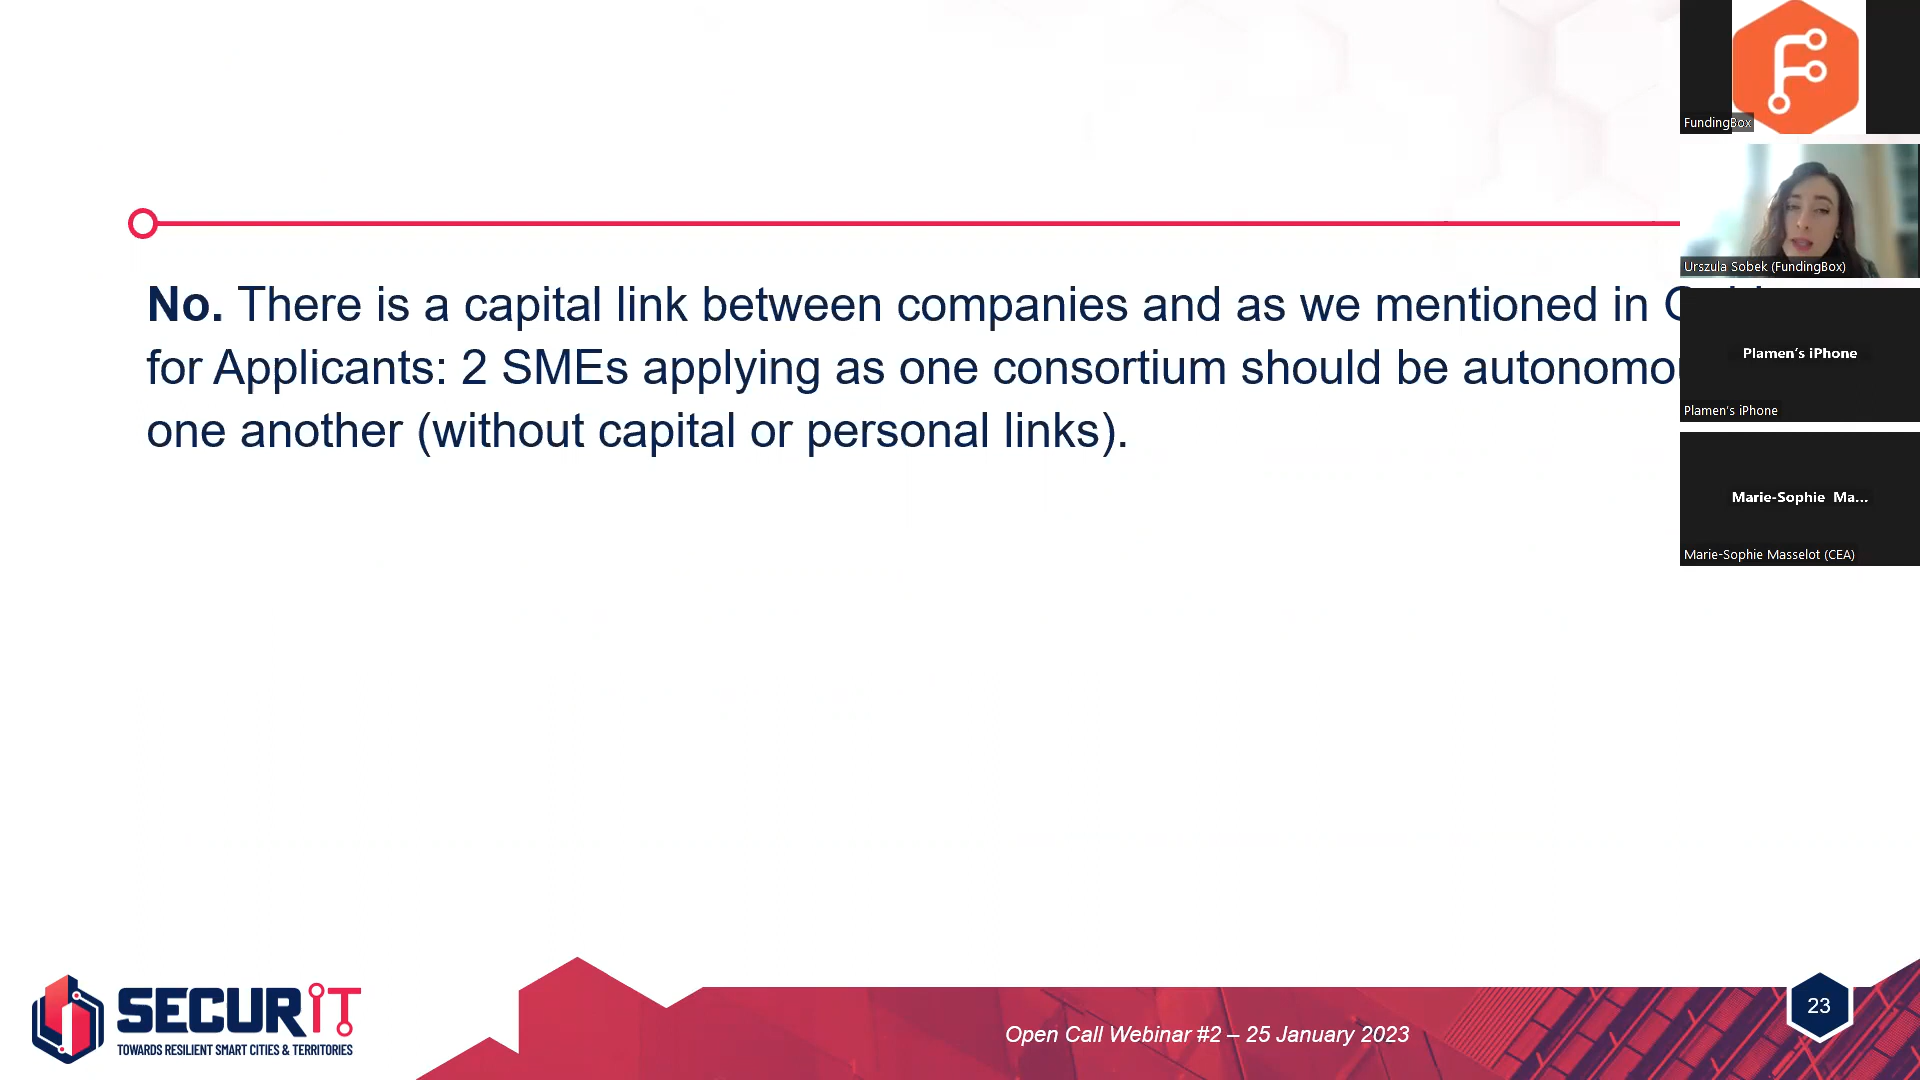 No. There is a capital link between companies and as we mentioned in
for Applicants: 2 SMEs applying as one consortium should be
one another (without capital or personal links).
FundingBox
Urszula Sobek (FundingBox)
Plamen's iPhone
Plamen's iPhone
Marie-Sophie Ma...
Marie-Sophie Masselot (CEA)
SECURIT
TOWARDS RESILIENT SMART CITIES & TERRITORIES
Open Call Webinar #2 – 25 January 2023
23